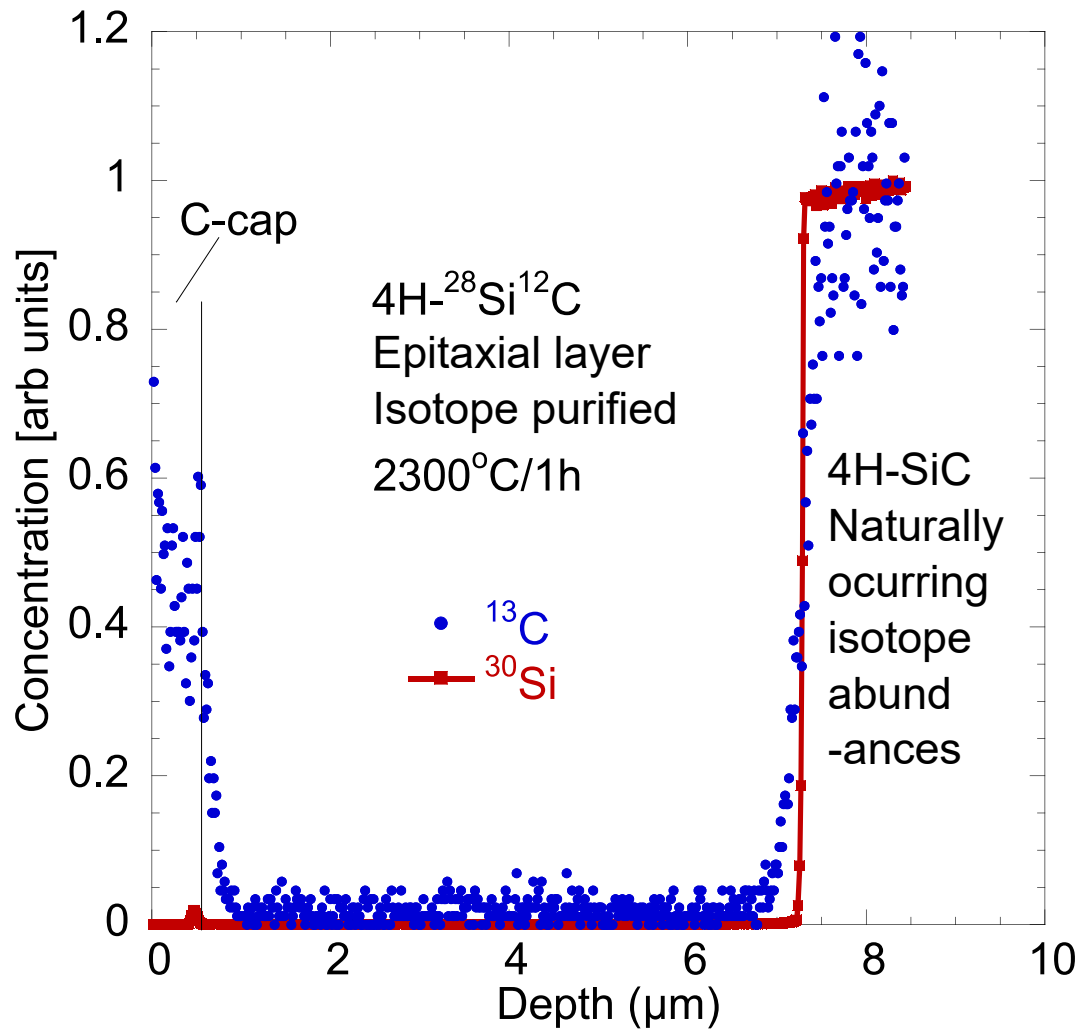 1.2
1
0.8
0.6
0.4
0.2
0
Concentration [arb units]
C-cap
4H-²⁸Si¹²C
Epitaxial layer
Isotope purified
2300°C/1h
¹³C
³⁰Si
4H-SiC
Naturally
ocurring
isotope
abund
-ances
0 2 4 6 8 10
Depth (µm)